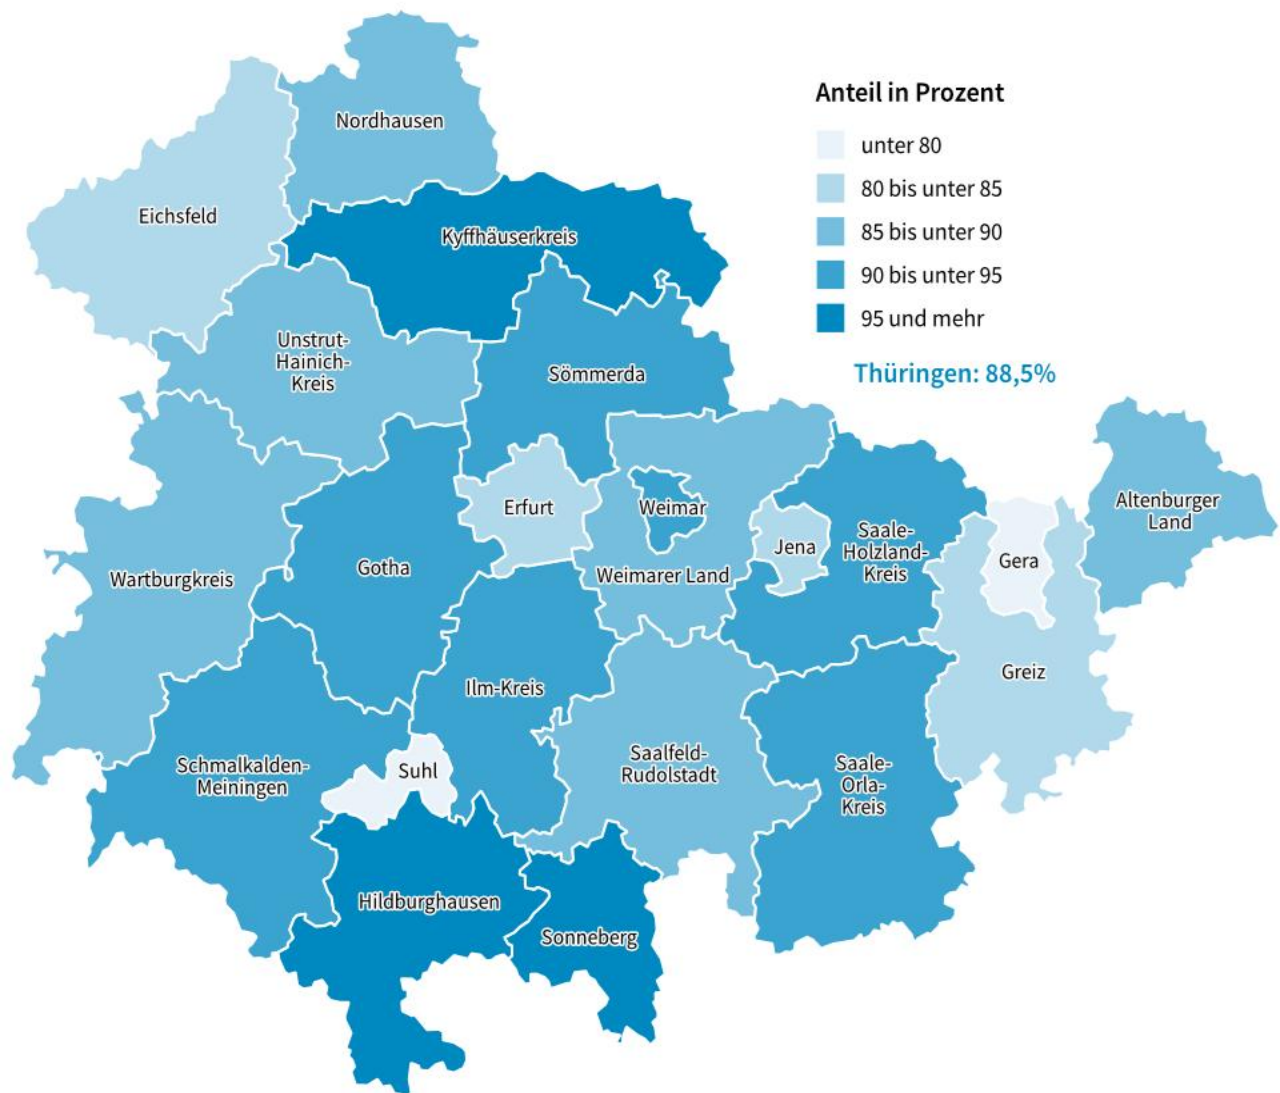 Anteil in Prozent
unter 80
80 bis unter 85
85 bis unter 90
90 bis unter 95
95 und mehr
Thüringen: 88,5%
Nordhausen
Eichsfeld
Kyffhäuserkreis
Unstrut-
Hainich-
Kreis
Sömmerda
Erfurt
Weimar
Altenburger
Land
Saale-
Holzland-
Kreis
Jena
Gera
Gotha
Wartburgkreis
Weimarer Land
Greiz
Ilm-Kreis
Schmalkalden-
Meiningen
Suhl
Saalfeld-
Rudolstadt
Saale-
Orla-
Kreis
Hildburghausen
Sonneberg